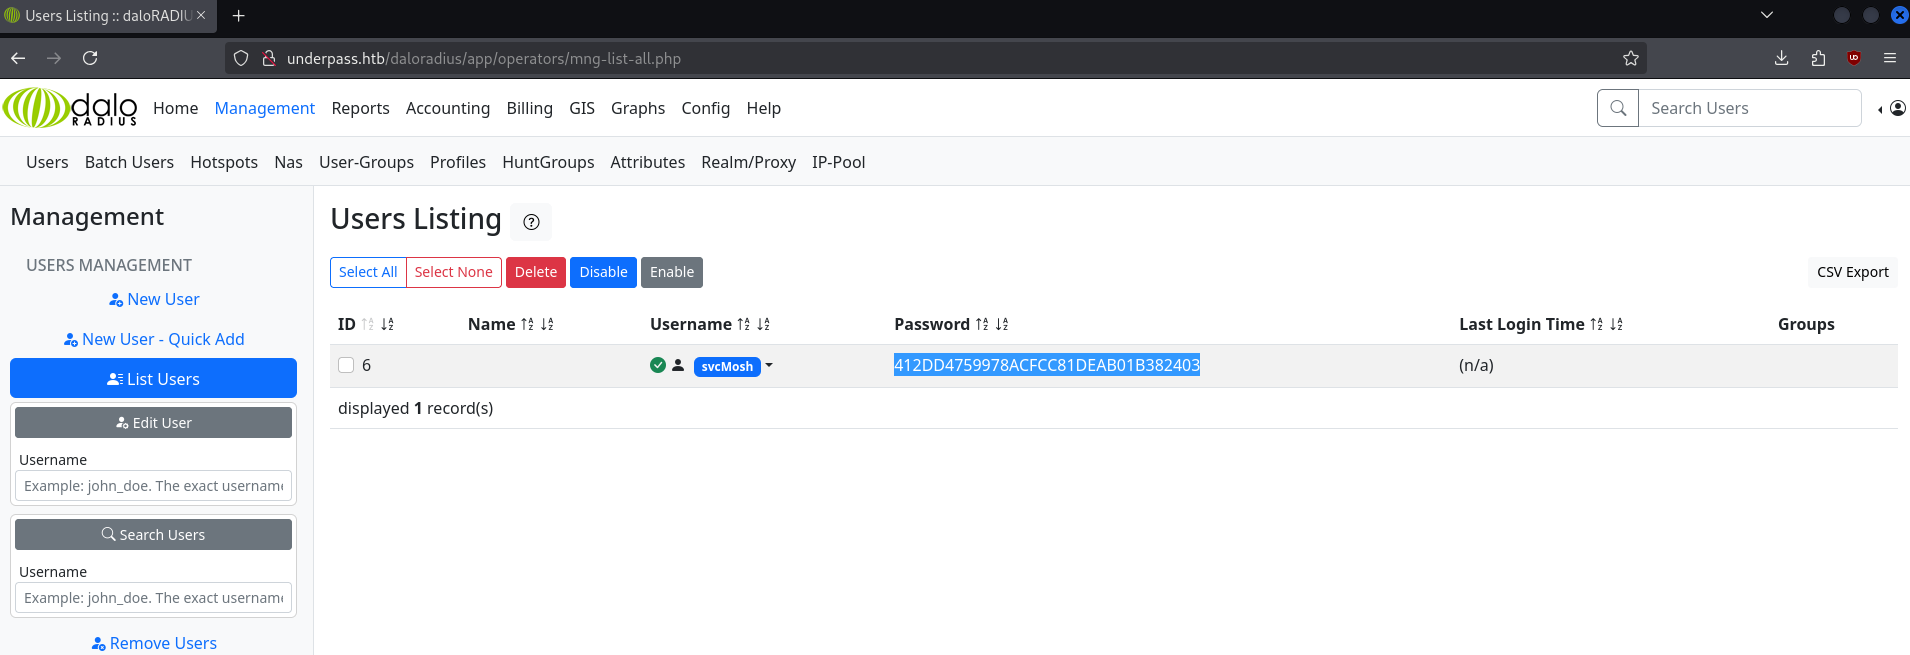 Users Listing :: daloRADIU
underpass.htb/daloradius/app/operators/mng-list-all.php
dalo RADIUS Home Management Reports Accounting Billing GIS Graphs Config Help Search Users
Users Batch Users Hotspots Nas User-Groups Profiles HuntGroups Attributes Realm/Proxy IP-Pool
Management
USERS MANAGEMENT
New User
New User - Quick Add
List Users
Edit User
Username
Example: john_doe. The exact username
Search Users
Username
Example: john_doe. The exact username
Remove Users
Users Listing
Select All Select None Delete Disable Enable CSV Export
ID Name Username Password Last Login Time Groups
6 svcMosh 412DD4759978ACFCC81DEAB01B382403 (n/a)
displayed 1 record(s)